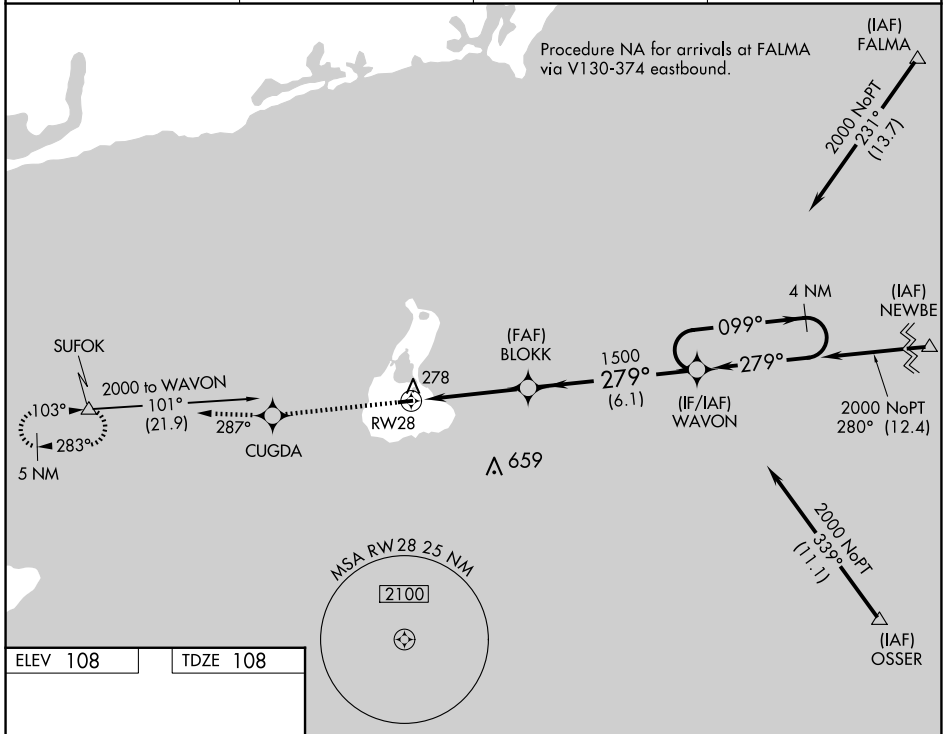 Procedure NA for arrivals at FALMA
via V130-374 eastbound.
(IAF)
FALMA
2000 NoPT
231°
(13.7)
4 NM
(IAF)
NEWBE
099°
279°
2000 NoPT
280° (12.4)
(FAF)
BLOKK
1500
279°
(6.1)
(IF/IAF)
WAVON
SUFOK
2000 to WAVON
101°
(21.9)
103°
283°
5 NM
287°
CUGDA
278
RW28
659
2000 NoPT
339°
(11.1)
(IAF)
OSSER
MSA RW28 25 NM
2100
ELEV 108
TDZE 108